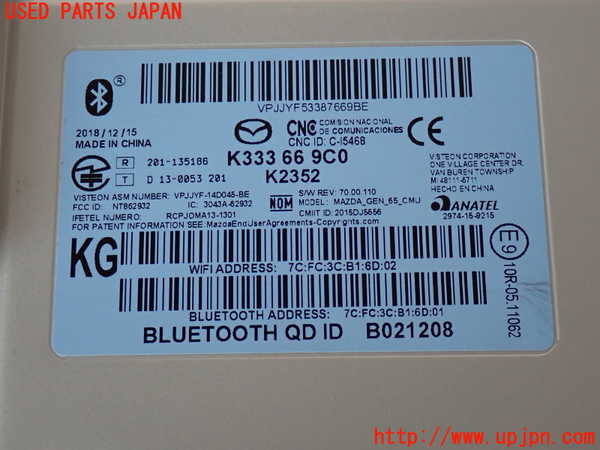 USED PARTS JAPAN
VPJJYF53387669BE
2018/12/15
MADE IN CHINA
CNC COMISION NACIONAL DE COMUNICACIONES
CNC ID: C-I5468
CE
R 201-135186
T D 13-0053 201
K333 66 9C0
K2352
VISTEON CORPORATION
ONE VILLAGE CENTER DR.
VAN BUREN TOWNSHIP
MI 48111-5711
HECHO EN CHINA
VISTEON ASM NUMBER: VPJJYF-14D045-BE
FCC ID: NT862932 IC: 3043A-62932
IFETEL NUMERO: RCPJOMA13-1301
NOM
S/W REV: 70.00.110
MODEL: MAZDA_GEN_65_CMU
CMIIT ID: 2015DJ5656
ANATEL
2974-15-9215
FOR PATENT INFORMATION SEE: MazdaEndUserAgreements-Copyrights.com
KG
WIFI ADDRESS: 7C:FC:3C:B1:6D:02
BLUETOOTH ADDRESS: 7C:FC:3C:B1:6D:01
BLUETOOTH QD ID B021208
E9 10R-05.11062
http://www.upjpn.com/